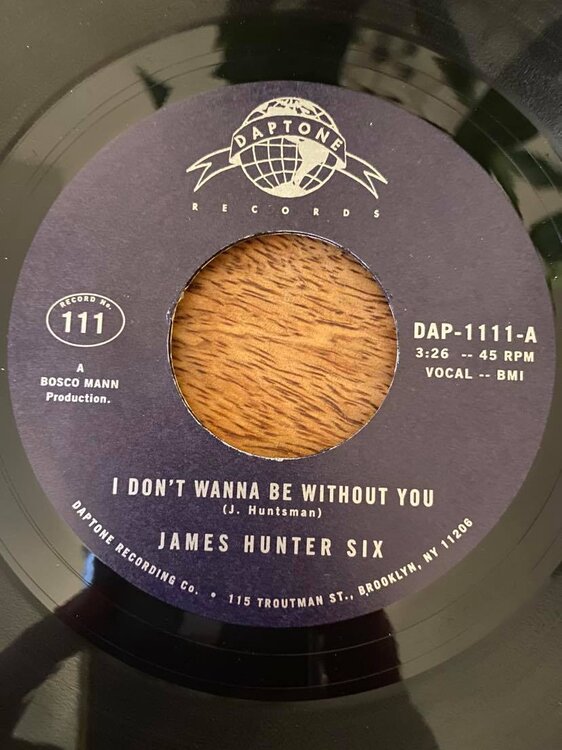 DAPTONE
RECORDS
RECORD No.
111
A
BOSCO MANN
Production.
DAP-1111-A
3:26 -- 45 RPM
VOCAL -- BMI
I DON'T WANNA BE WITHOUT YOU
(J. Huntsman)
JAMES HUNTER SIX
DAPTONE RECORDING Co. • 115 TROUTMAN ST., BROOKLYN, NY 11206